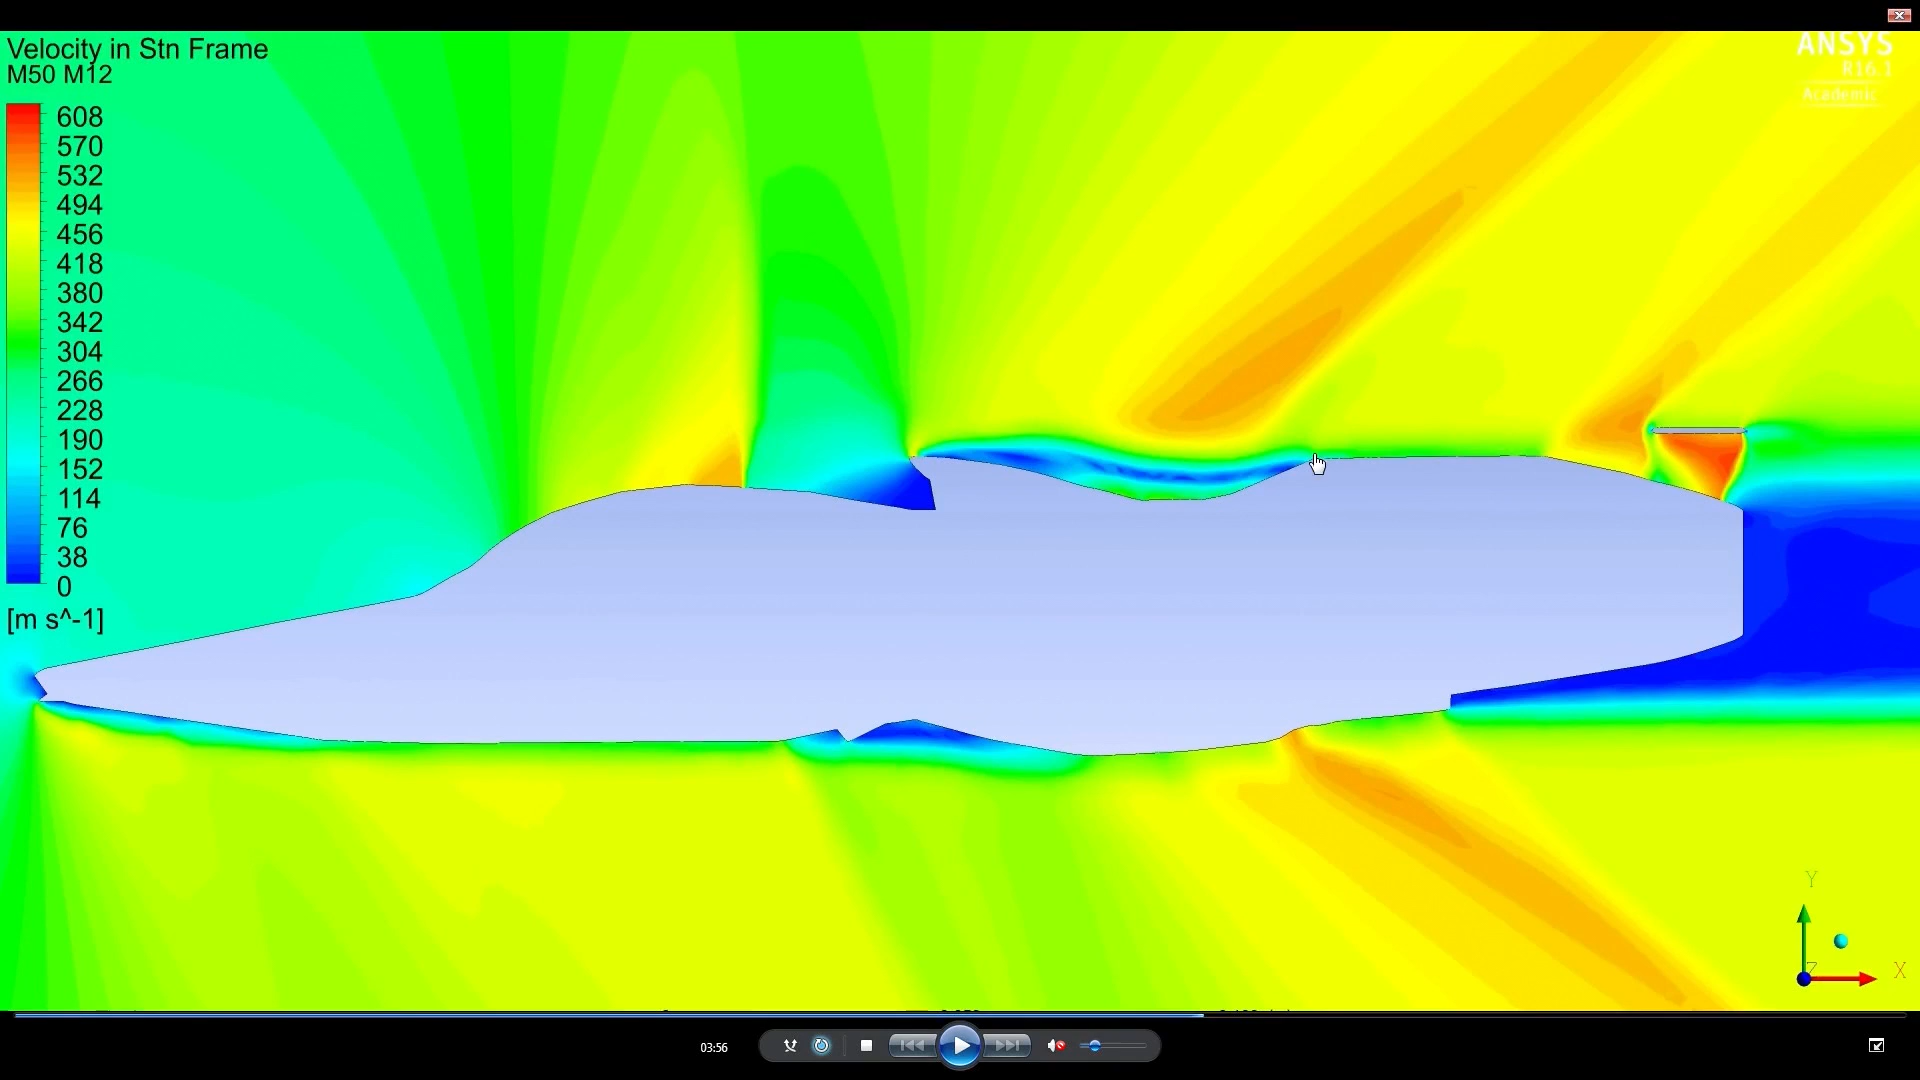 Velocity in Stn Frame
M50 M12
ANSYS
R16.1
Academic
608
570
532
494
456
418
380
342
304
266
228
190
152
114
76
38
0
[m s^-1]
Y
Z
X
03:56